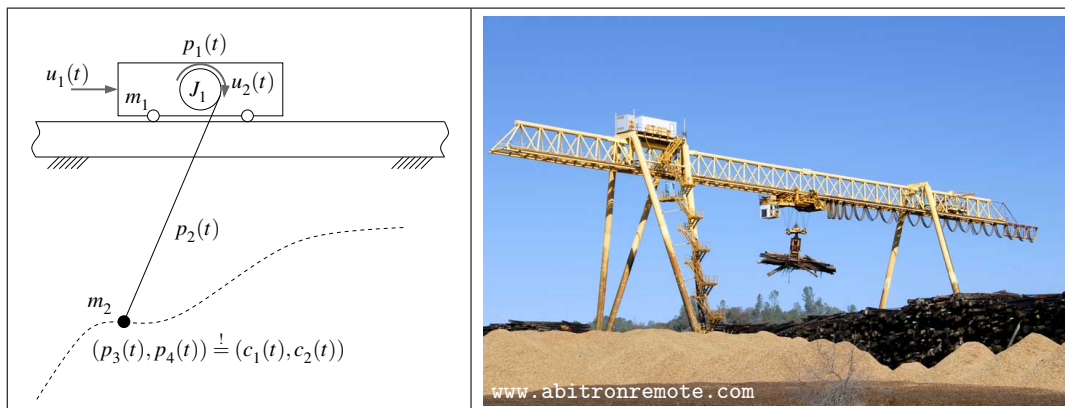 p₁(t)
u₁(t)
J₁
u₂(t)
m₁
p₂(t)
m₂
(p₃(t), p₄(t)) ≟ (c₁(t), c₂(t))
www.abitronremote.com